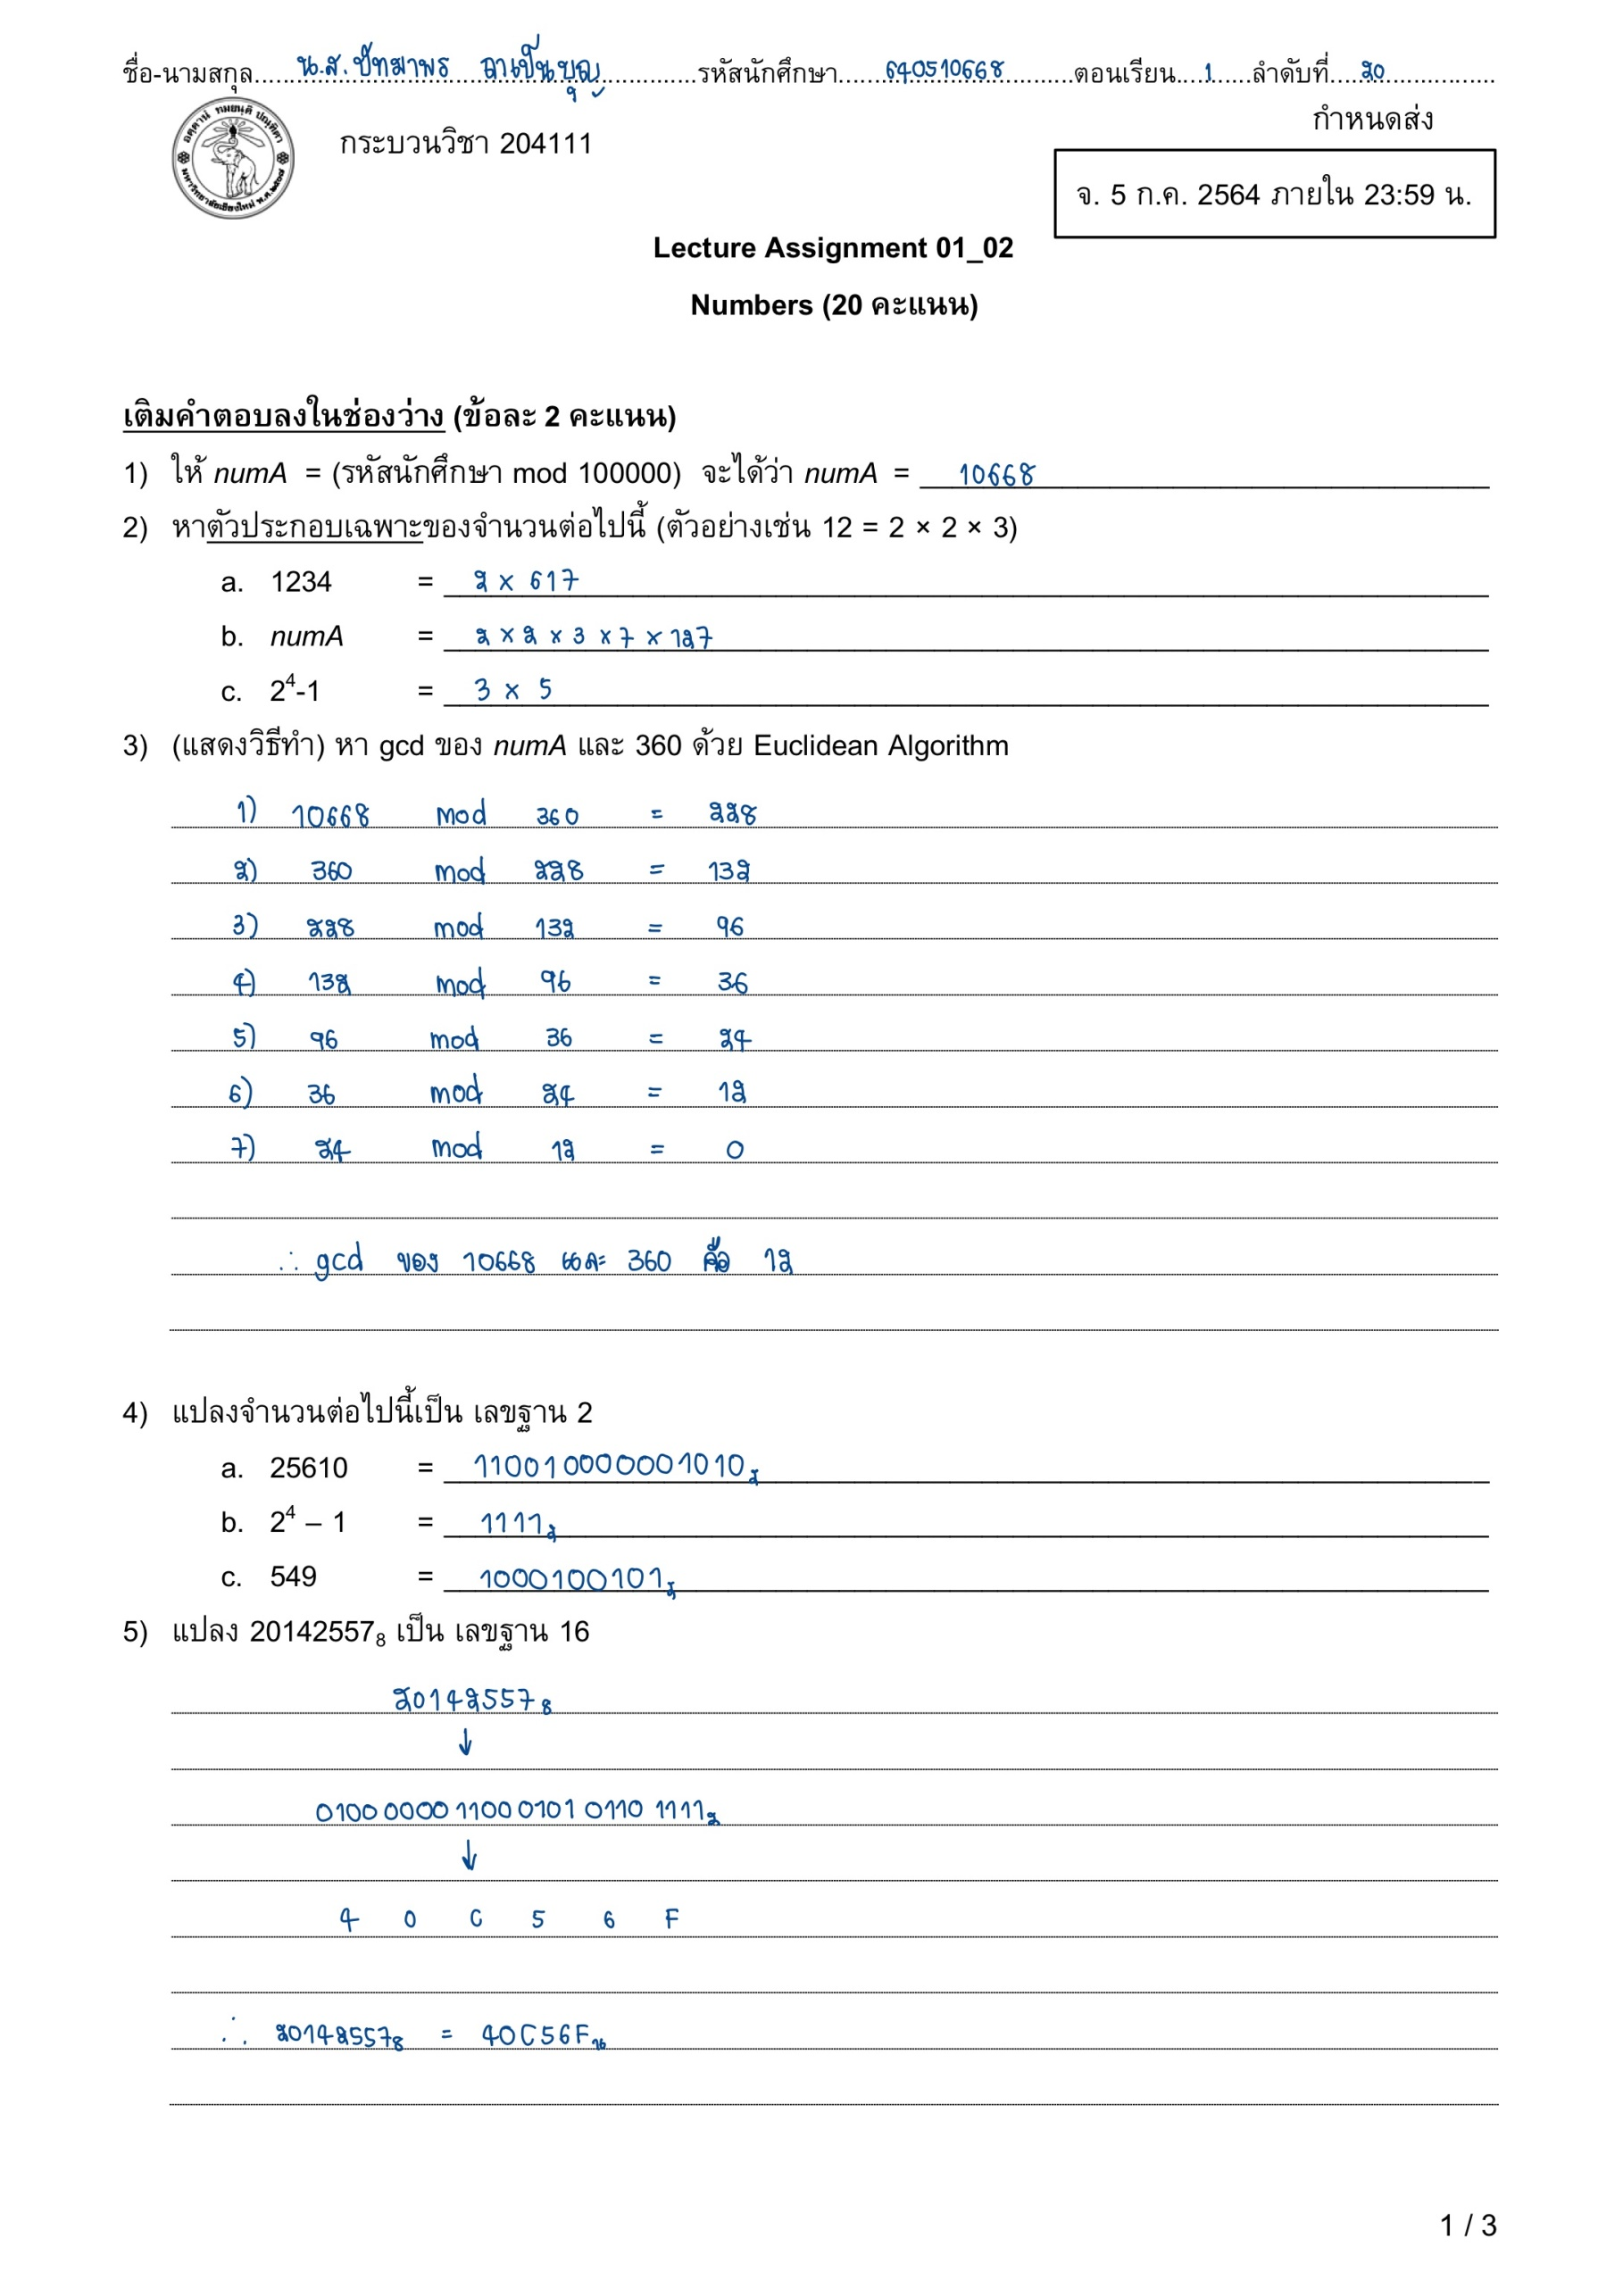 ชื่อ-นามสกุล น.ส. ปัทมาพร ฉาเป็นบุญ รหัสนักศึกษา 640510668 ตอนเรียน 1 ลำดับที่ 20
กำหนดส่ง
กระบวนวิชา 204111
จ. 5 ก.ค. 2564 ภายใน 23:59 น.
Lecture Assignment 01_02
Numbers (20 คะแนน)
เติมคำตอบลงในช่องว่าง (ข้อละ 2 คะแนน)
1) ให้ numA = (รหัสนักศึกษา mod 100000) จะได้ว่า numA = 10668
2) หาตัวประกอบเฉพาะของจำนวนต่อไปนี้ (ตัวอย่างเช่น 12 = 2 × 2 × 3)
a. 1234 = 2 × 617
b. numA = 2 × 2 × 3 × 7 × 127
c. 2⁴-1 = 3 × 5
3) (แสดงวิธีทำ) หา gcd ของ numA และ 360 ด้วย Euclidean Algorithm
1) 10668 mod 360 = 228
2) 360 mod 228 = 132
3) 228 mod 132 = 96
4) 132 mod 96 = 36
5) 96 mod 36 = 24
6) 36 mod 24 = 12
7) 24 mod 12 = 0
∴ gcd ของ 10668 และ 360 คือ 12
4) แปลงจำนวนต่อไปนี้เป็น เลขฐาน 2
a. 25610 = 110010000001010₂
b. 2⁴ – 1 = 1111₂
c. 549 = 1000100101₂
5) แปลง 20142557₈ เป็น เลขฐาน 16
20142557₈
↓
0100 0000 1100 0101 0110 1111₂
↓
4 0 C 5 6 F
∴ 20142557₈ = 40C56F₁₆
1 / 3